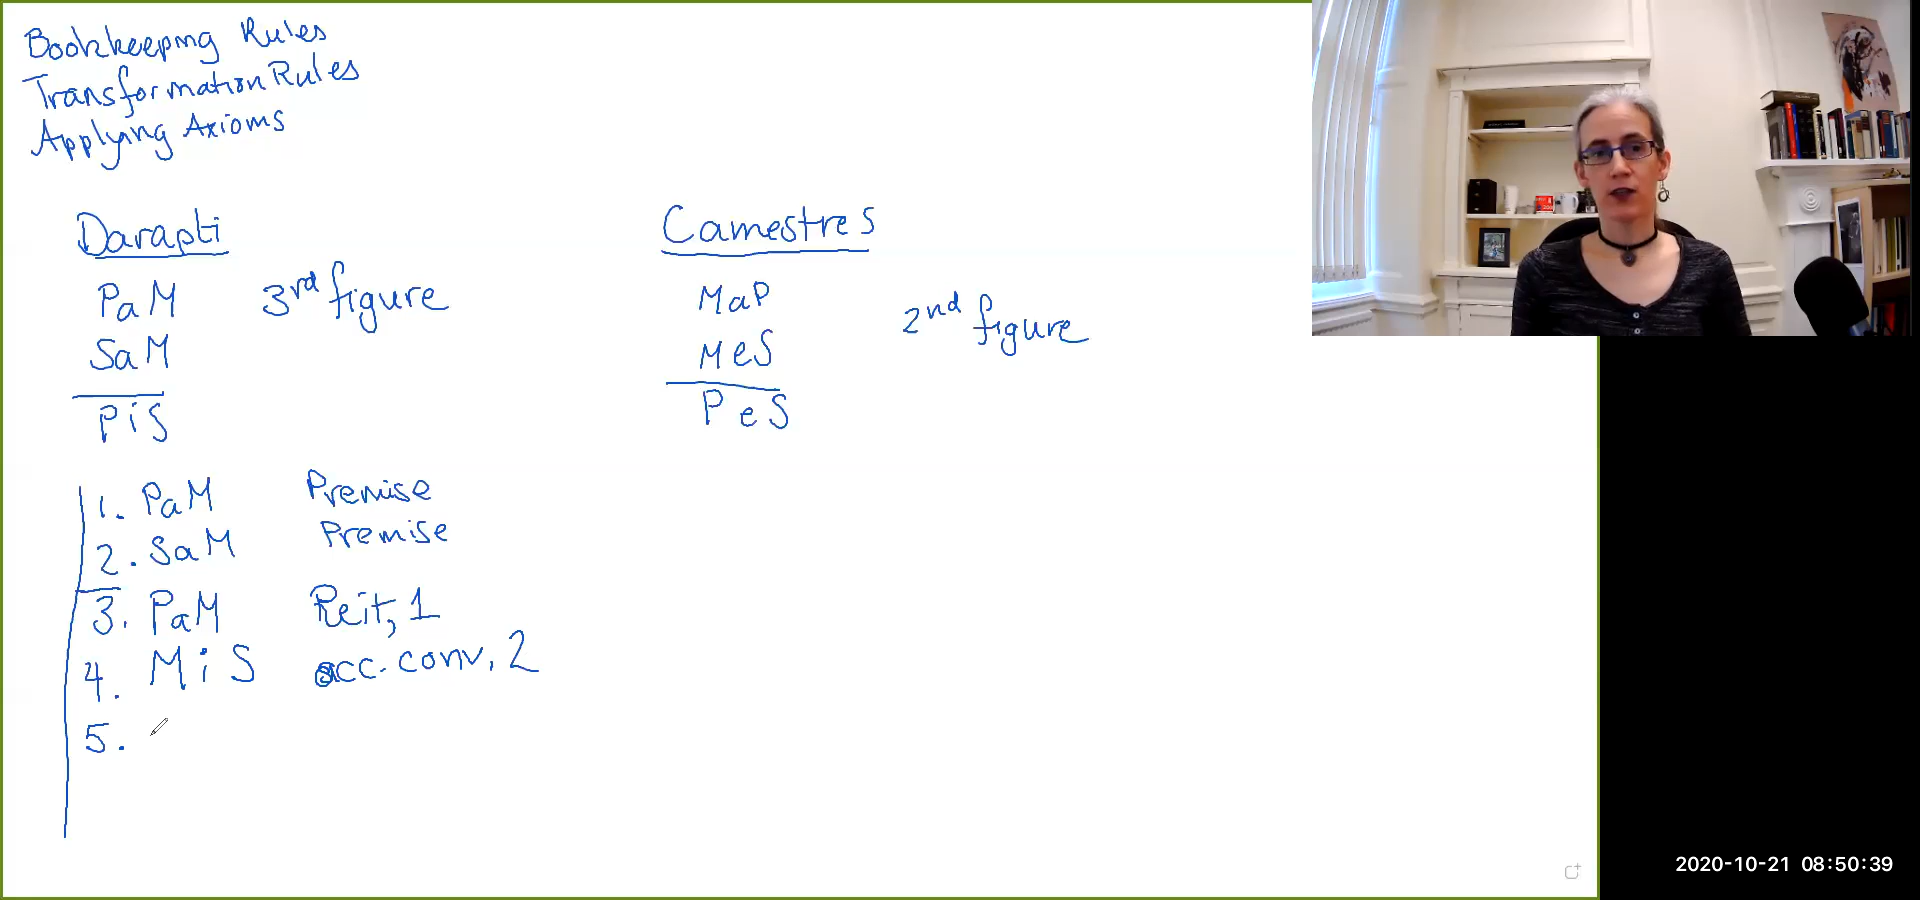 Bookkeeping Rules
Transformation Rules
Applying Axioms
Darapti
PaM
3rd figure
SaM
PiS
Camestres
MaP
2nd figure
MeS
PeS
1. PaM Premise
2. SaM Premise
3. PaM Reit, 1
4. MiS acc. conv, 2
5.
2020-10-21 08:50:39